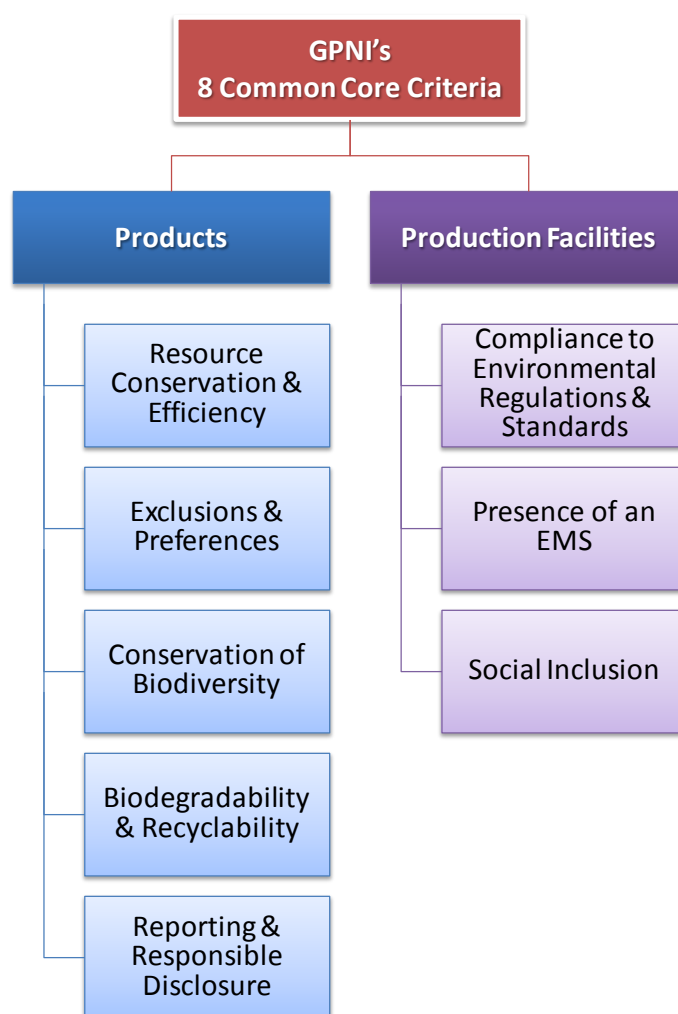 GPNI's
8 Common Core Criteria
Products
Resource
Conservation &
Efficiency
Exclusions &
Preferences
Conservation of
Biodiversity
Biodegradability
& Recyclability
Reporting &
Responsible
Disclosure
Production Facilities
Compliance to
Environmental
Regulations &
Standards
Presence of an
EMS
Social Inclusion